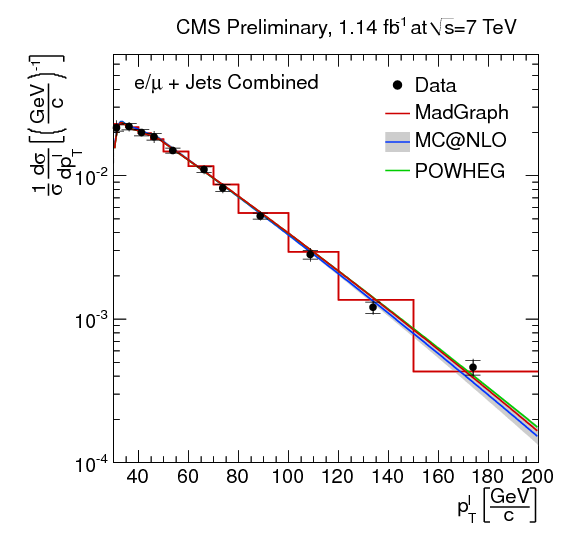 CMS Preliminary, 1.14 fb⁻¹ at √s=7 TeV
e/μ + Jets Combined
Data
MadGraph
MC@NLO
POWHEG
1/σ dσ/dp_T^l [(GeV/c)⁻¹]
10⁻²
10⁻³
10⁻⁴
40 60 80 100 120 140 160 180 200
p_T^l [GeV/c]